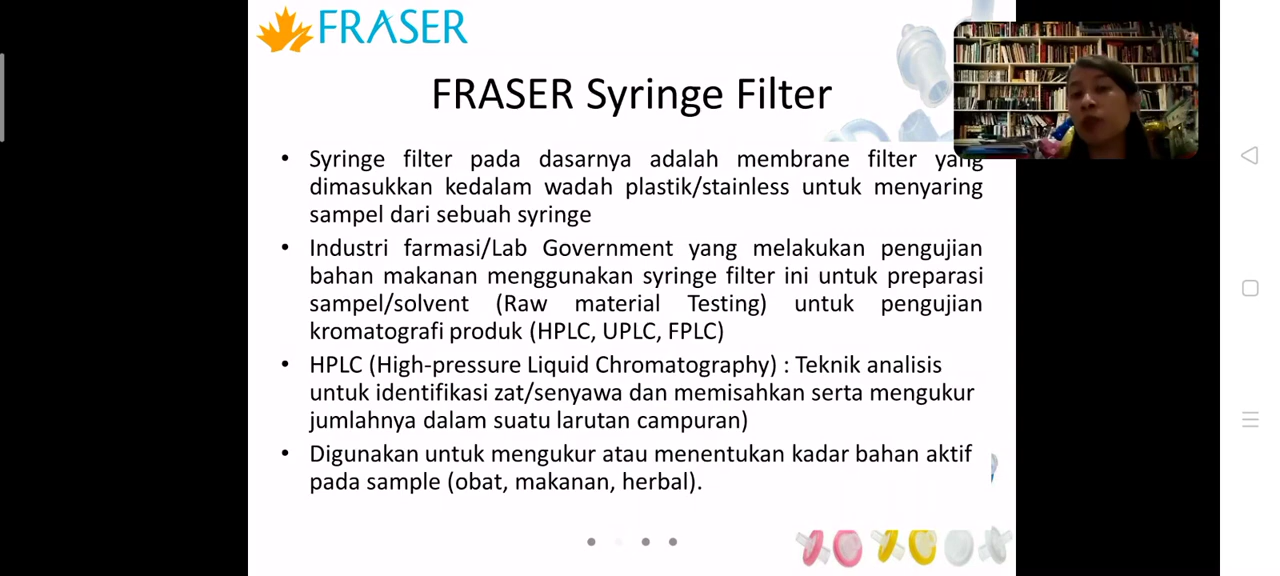 FRASER
FRASER Syringe Filter
• Syringe filter pada dasarnya adalah membrane filter yang
dimasukkan kedalam wadah plastik/stainless untuk menyaring
sampel dari sebuah syringe
• Industri farmasi/Lab Government yang melakukan pengujian
bahan makanan menggunakan syringe filter ini untuk preparasi
sampel/solvent (Raw material Testing) untuk pengujian
kromatografi produk (HPLC, UPLC, FPLC)
• HPLC (High-pressure Liquid Chromatography) : Teknik analisis
untuk identifikasi zat/senyawa dan memisahkan serta mengukur
jumlahnya dalam suatu larutan campuran)
• Digunakan untuk mengukur atau menentukan kadar bahan aktif
pada sample (obat, makanan, herbal).